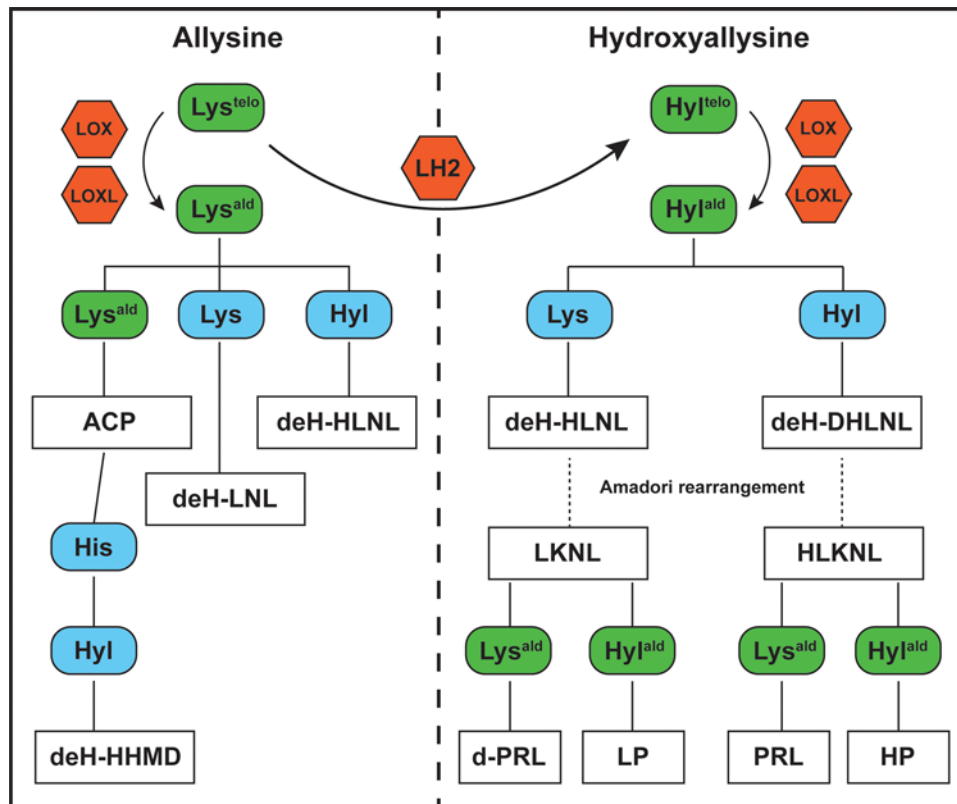 Allysine
Hydroxyallysine
Lystelo
Hyltelo
LOX
LOX
LH2
LOXL
LOXL
Lysald
Hylald
Lysald
Lys
Hyl
Lys
Hyl
ACP
deH-HLNL
deH-HLNL
deH-DHLNL
deH-LNL
Amadori rearrangement
His
LKNL
HLKNL
Hyl
Lysald
Hylald
Lysald
Hylald
deH-HHMD
d-PRL
LP
PRL
HP